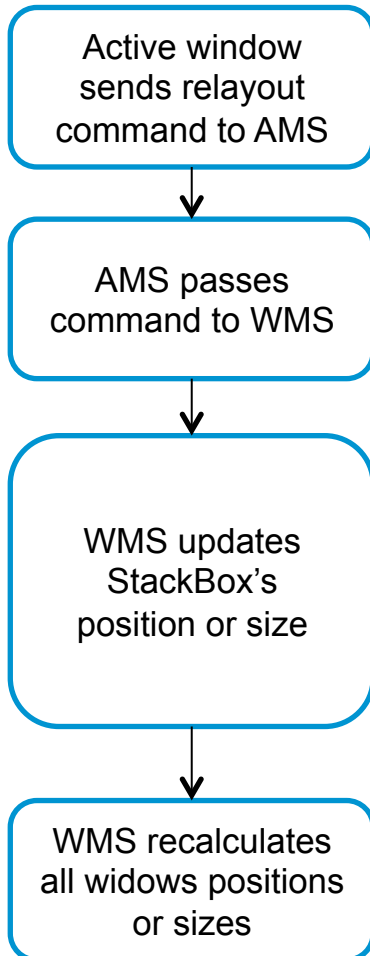 Active window
sends relayout
command to AMS
AMS passes
command to WMS
WMS updates
StackBox’s
position or size
WMS recalculates
all widows positions
or sizes